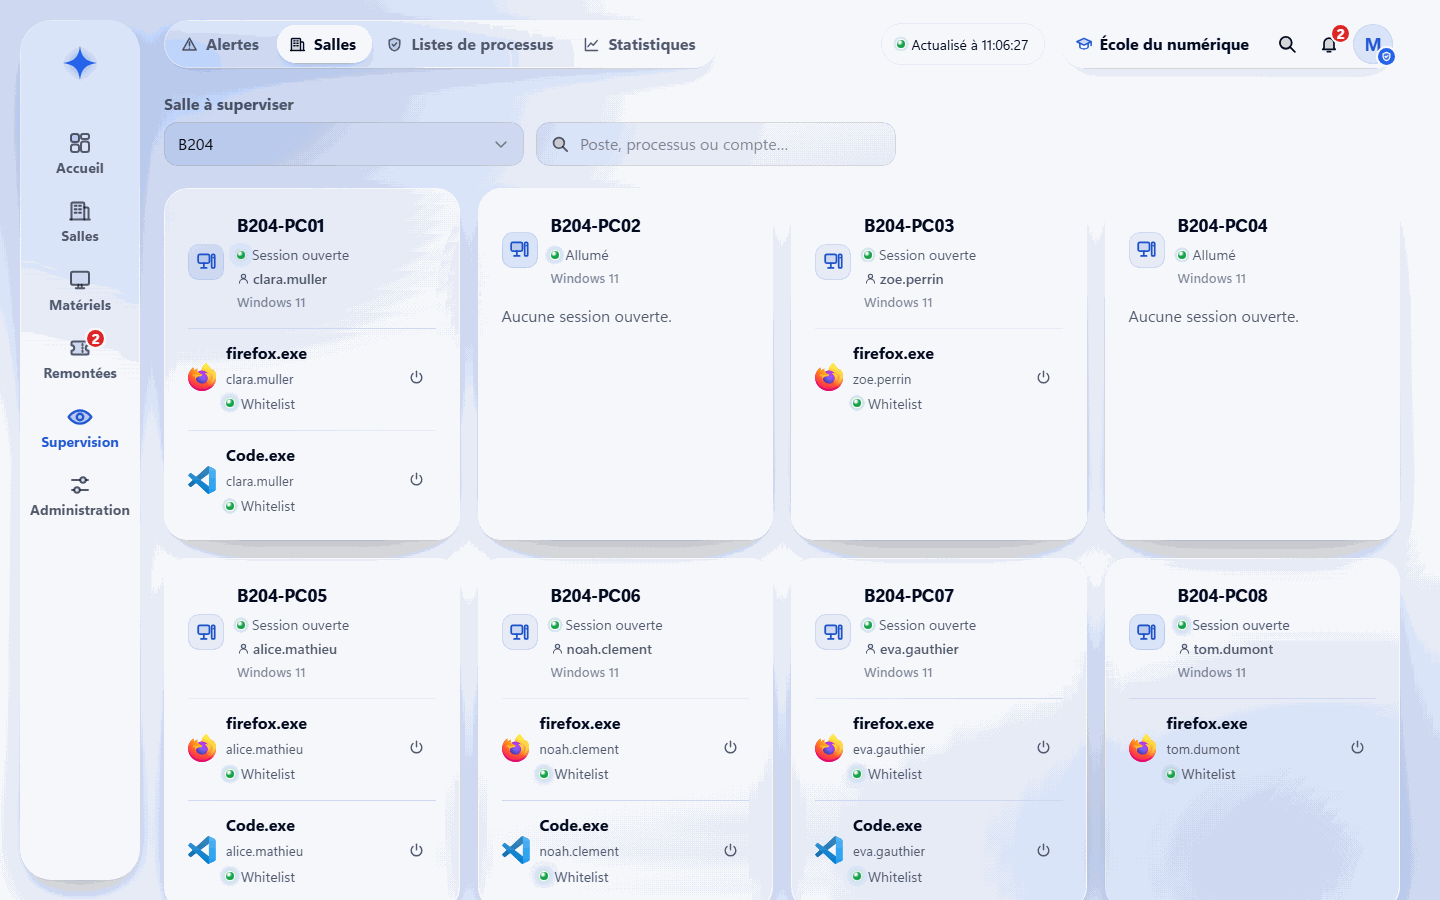 Alertes
Salles
Listes de processus
Statistiques
Actualisé à 11:06:27
École du numérique
2
M
Accueil
Salles
Matériels
2
Remontées
Supervision
Administration
Salle à superviser
B204
Poste, processus ou compte...
B204-PC01
Session ouverte
clara.muller
Windows 11
firefox.exe
clara.muller
Whitelist
Code.exe
clara.muller
Whitelist
B204-PC02
Allumé
Windows 11
Aucune session ouverte.
B204-PC03
Session ouverte
zoe.perrin
Windows 11
firefox.exe
zoe.perrin
Whitelist
B204-PC04
Allumé
Windows 11
Aucune session ouverte.
B204-PC05
Session ouverte
alice.mathieu
Windows 11
firefox.exe
alice.mathieu
Whitelist
Code.exe
alice.mathieu
Whitelist
B204-PC06
Session ouverte
noah.clement
Windows 11
firefox.exe
noah.clement
Whitelist
Code.exe
noah.clement
Whitelist
B204-PC07
Session ouverte
eva.gauthier
Windows 11
firefox.exe
eva.gauthier
Whitelist
Code.exe
eva.gauthier
Whitelist
B204-PC08
Session ouverte
tom.dumont
Windows 11
firefox.exe
tom.dumont
Whitelist